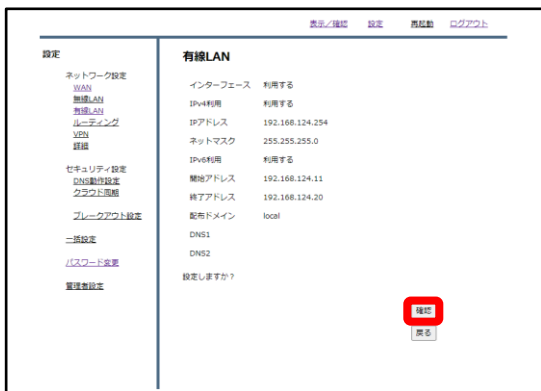 表示／確認 設定 再起動 ログアウト
設定
ネットワーク設定
WAN
無線LAN
有線LAN
ルーティング
VPN
詳細
セキュリティ設定
DNS動作設定
クラウド同期
ブレークアウト設定
一括設定
パスワード変更
管理者設定
有線LAN
インターフェース 利用する
IPv4利用 利用する
IPアドレス 192.168.124.254
ネットマスク 255.255.255.0
IPv6利用 利用する
開始アドレス 192.168.124.11
終了アドレス 192.168.124.20
配布ドメイン local
DNS1
DNS2
設定しますか？
確認
戻る